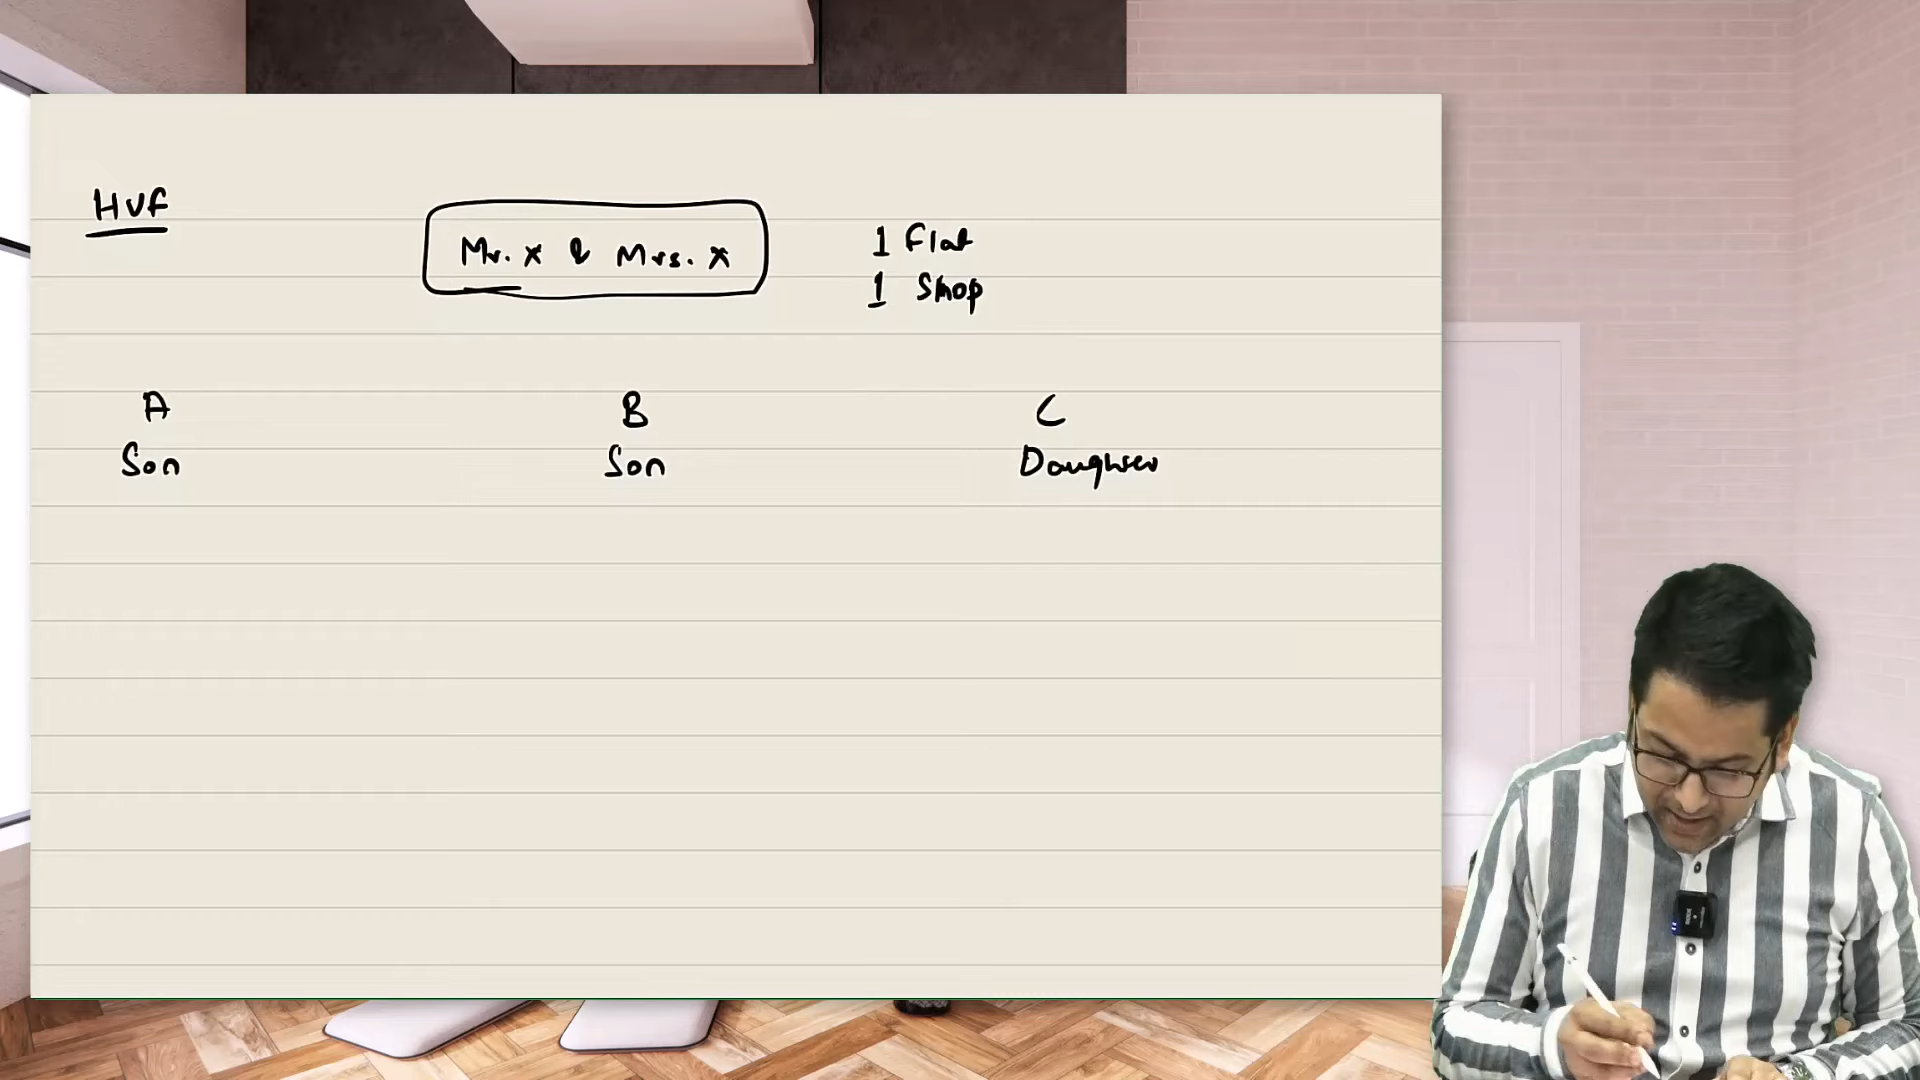 HUF
Mr. X & Mrs. X
1 Flat
1 Shop
A
Son
B
Son
C
Daughter